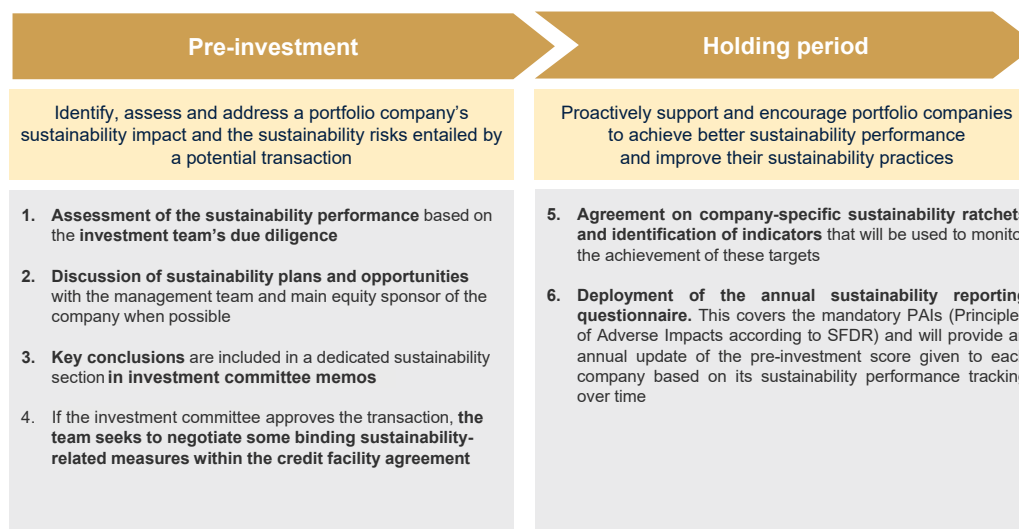 Pre-investment
Identify, assess and address a portfolio company's
sustainability impact and the sustainability risks entailed by
a potential transaction
1. Assessment of the sustainability performance based on
the investment team's due diligence
2. Discussion of sustainability plans and opportunities
with the management team and main equity sponsor of the
company when possible
3. Key conclusions are included in a dedicated sustainability
section in investment committee memos
4. If the investment committee approves the transaction, the
team seeks to negotiate some binding sustainability-
related measures within the credit facility agreement
Holding period
Proactively support and encourage portfolio companies
to achieve better sustainability performance
and improve their sustainability practices
5. Agreement on company-specific sustainability ratchets
and identification of indicators that will be used to monito
the achievement of these targets
6. Deployment of the annual sustainability reporting
questionnaire. This covers the mandatory PAIs (Principle
of Adverse Impacts according to SFDR) and will provide a
annual update of the pre-investment score given to eac
company based on its sustainability performance tracking
over time